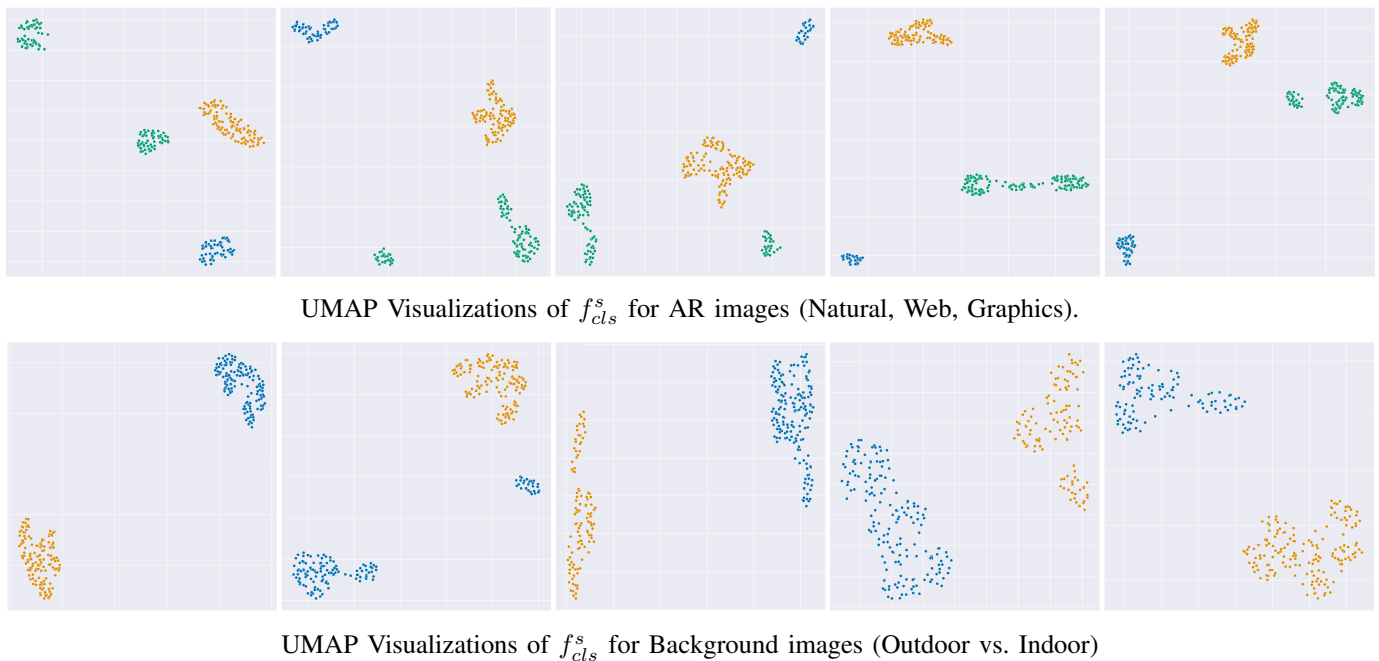 UMAP Visualizations of $f^s_{cls}$ for AR images (Natural, Web, Graphics).
UMAP Visualizations of $f^s_{cls}$ for Background images (Outdoor vs. Indoor)